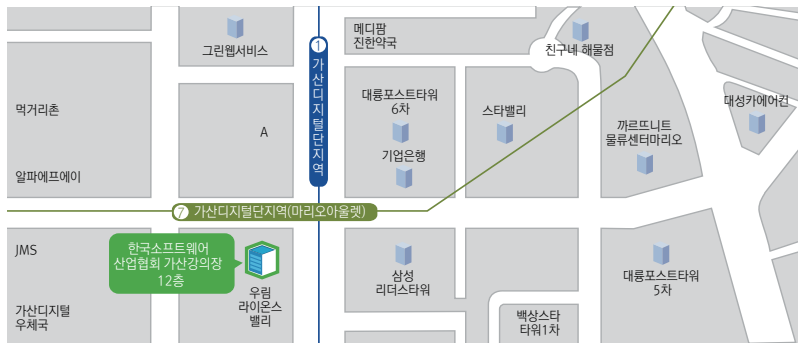 그린웹서비스
메디팜
진한약국
친구네 해물점
1
가산디지털단지역
먹거리촌
A
대륭포스트타워
6차
기업은행
스타밸리
까르뜨니트
물류센터마리오
대성카에어컨
알파에프에이
7 가산디지털단지역(마리오아울렛)
JMS
한국소프트웨어
산업협회 가산강의장
12층
우림
라이온스
밸리
삼성
리더스타워
대륭포스트타워
5차
가산디지털
우체국
백상스타
타워1차